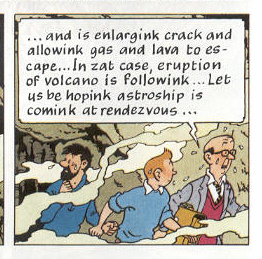 ...and is enlargink crack and
allowink gas and lava to es-
cape...In zat case, eruption
of volcano is followink...Let
us be hopink astroship is
comink at rendezvous ...